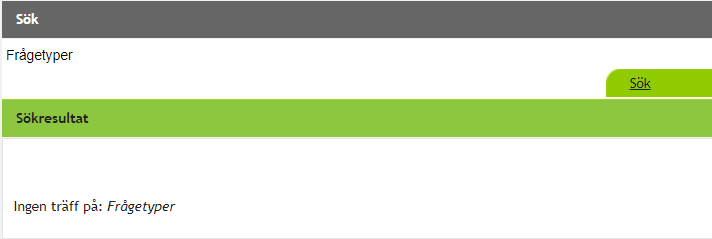 Sök
Frågetyper
Sök
Sökresultat
Ingen träff på: Frågetyper